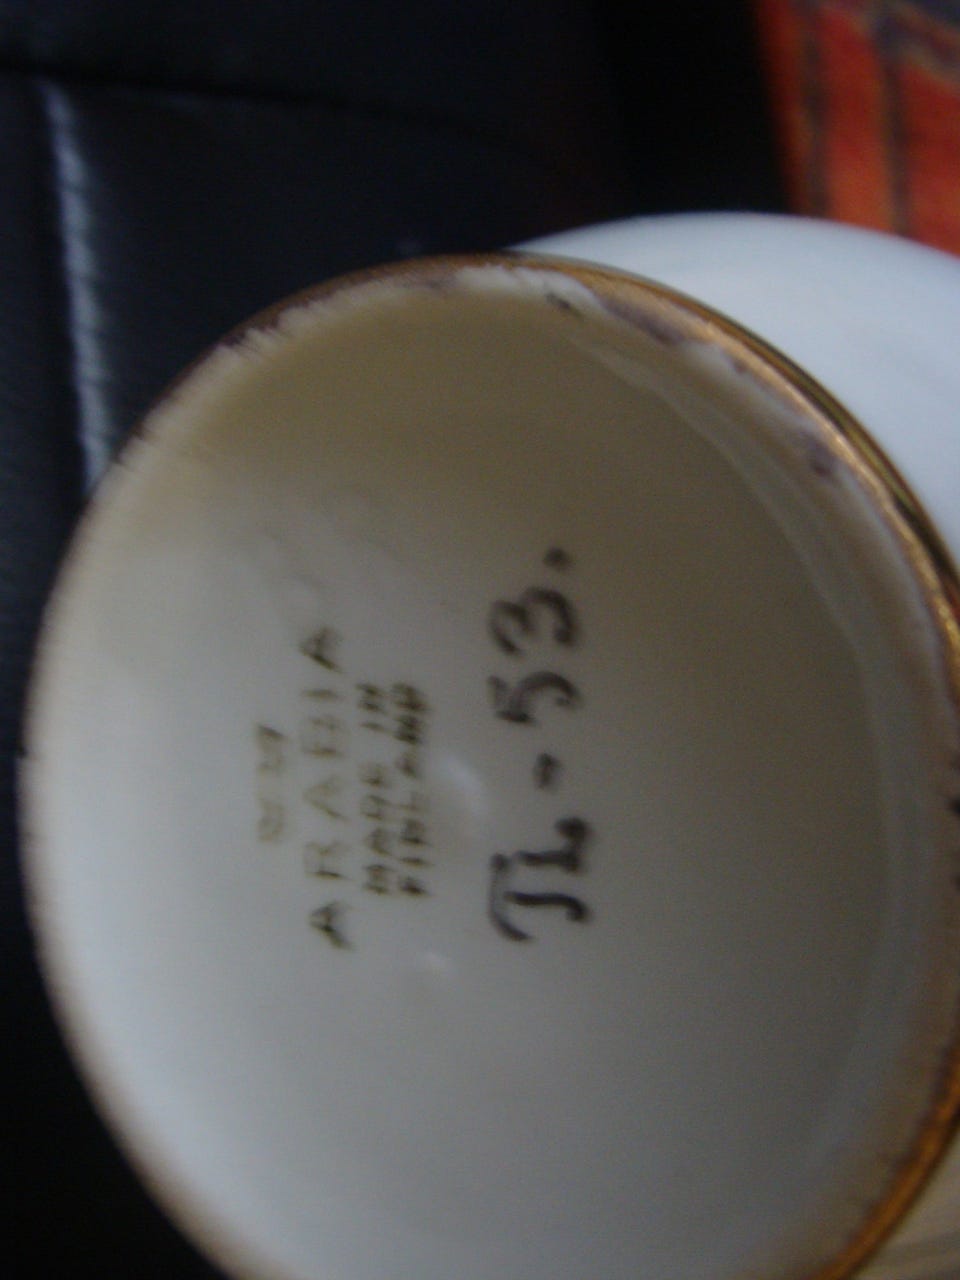 ARABIA
MADE IN
FINLAND
TL-53.